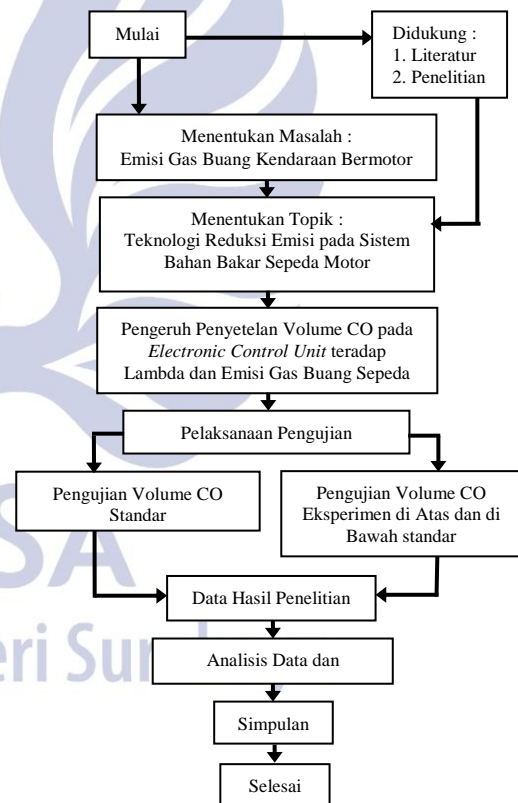 Mulai
Didukung :
1. Literatur
2. Penelitian
Menentukan Masalah :
Emisi Gas Buang Kendaraan Bermotor
Menentukan Topik :
Teknologi Reduksi Emisi pada Sistem
Bahan Bakar Sepeda Motor
Pengeruh Penyetelan Volume CO pada
Electronic Control Unit teradap
Lambda dan Emisi Gas Buang Sepeda
Pelaksanaan Pengujian
Pengujian Volume CO
Standar
Pengujian Volume CO
Eksperimen di Atas dan di
Bawah standar
SA
Data Hasil Penelitian
eri Sur
Analisis Data dan
Simpulan
Selesai